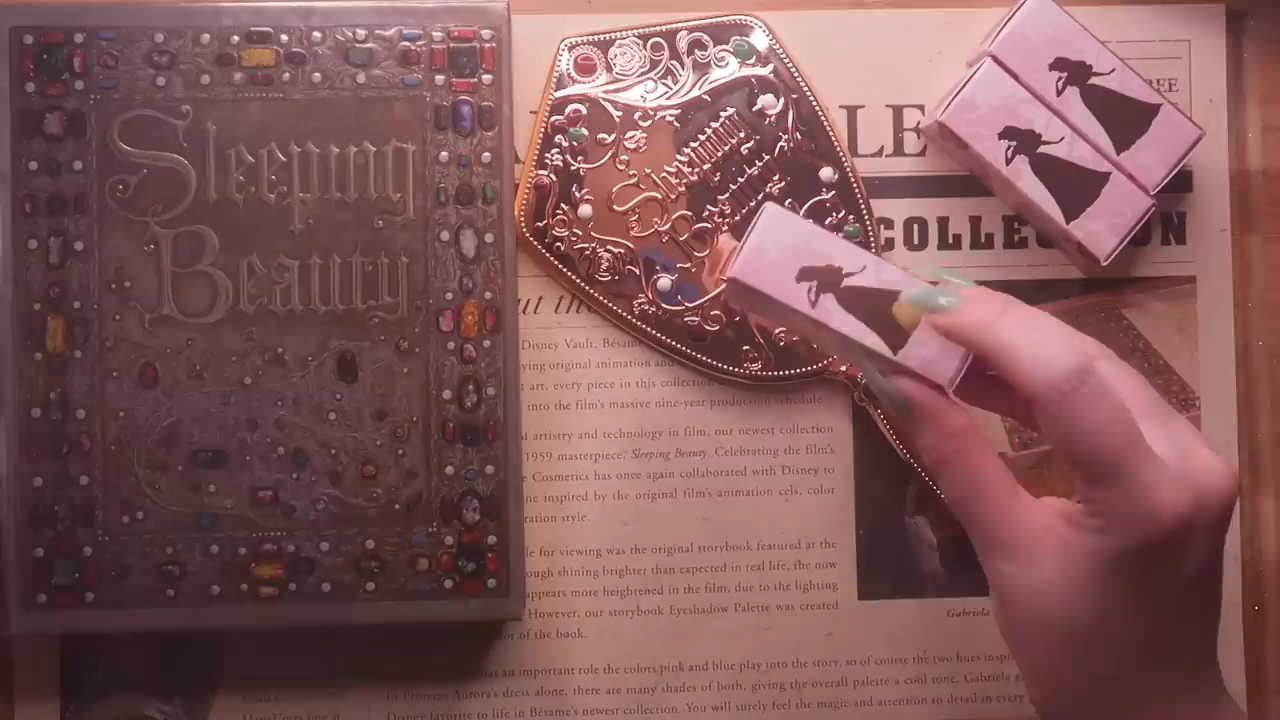 Sleeping
Beauty
Sleeping
Beauty
LE
COLLE ON
ut the
Disney Vault, Bésame
ying original animation and
t art, every piece in this collection
into the film's massive nine-year production schedule
artistry and technology in film, our newest collection
1959 masterpiece, Sleeping Beauty. Celebrating the film's
Cosmetics has once again collaborated with Disney to
ne inspired by the original film's animation cels, color
ration style.
le for viewing was the original storybook featured at the
ough shining brighter than expected in real life, the now
appears more heightened in the film, due to the lighting
However, our storybook Eyeshadow Palette was created
or of the book.
Gabriela
at an important role the colors pink and blue play into the story, so of course the two hues inspi
In Princess Aurora's dress alone, there are many shades of both, giving the overall palette a cool tone. Gabriela
Disney favorite to life in Bésame's newest collection. You will surely feel the magic and attention to detail in every